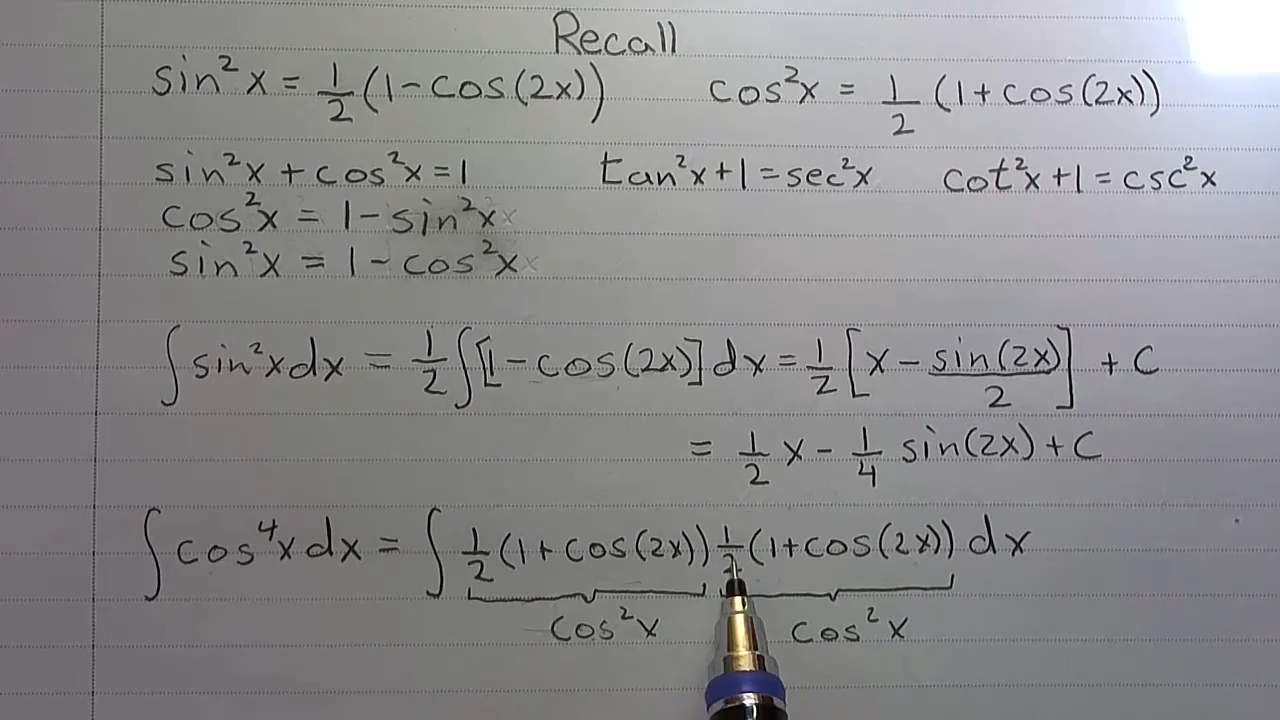 Recall
sin²x = 1/2 (1 - cos(2x))    cos²x = 1/2 (1 + cos(2x))
sin²x + cos²x = 1    tan²x + 1 = sec²x    cot²x + 1 = csc²x
cos²x = 1 - sin²x
sin²x = 1 - cos²x
∫ sin²x dx = 1/2 ∫ [1 - cos(2x)] dx = 1/2 [x - sin(2x)/2] + C
= 1/2 x - 1/4 sin(2x) + C
∫ cos⁴x dx = ∫ 1/2 (1 + cos(2x)) 1/2 (1 + cos(2x)) dx
cos²x    cos²x